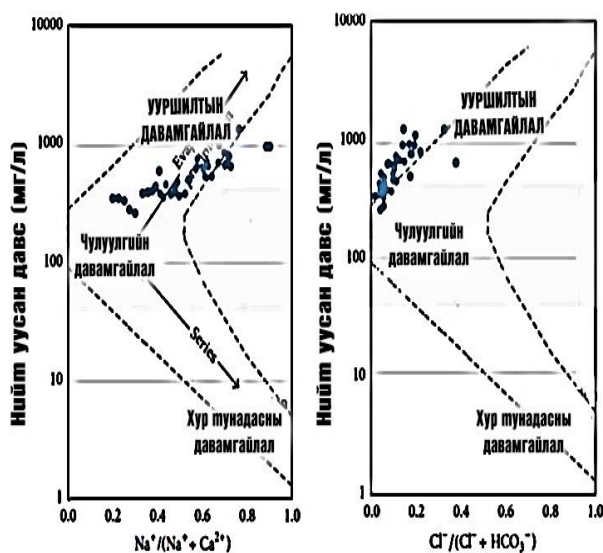 Нийт уусан давс (мг/л)
10000
1000
100
10
1
УУРШИЛТЫН
ДАВАМГАЙЛАЛ
Чулуулгийн
давамгайлал
Series
Хур тунадасны
давамгайлал
0.0 0.2 0.4 0.6 0.8 1.0
Na⁺/(Na⁺ + Ca²⁺)
Нийт уусан давс (мг/л)
10000
1000
100
10
1
УУРШИЛТЫН
ДАВАМГАЙЛАЛ
Чулуулгийн
давамгайлал
Хур тунадасны
давамгайлал
0.0 0.2 0.4 0.6 0.8 1.0
Cl⁻/(Cl⁻ + HCO₃⁻)